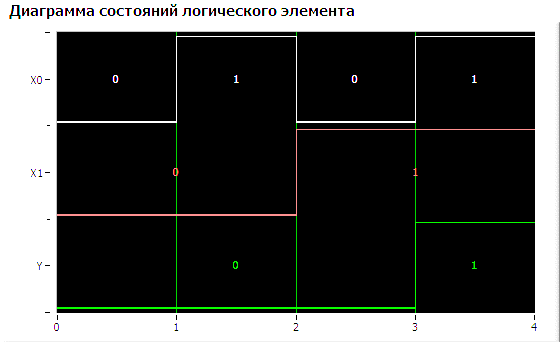 Диаграмма состояний логического элемента
X0 0 1 0 1
X1 0 1
Y 0 1
0 1 2 3 4